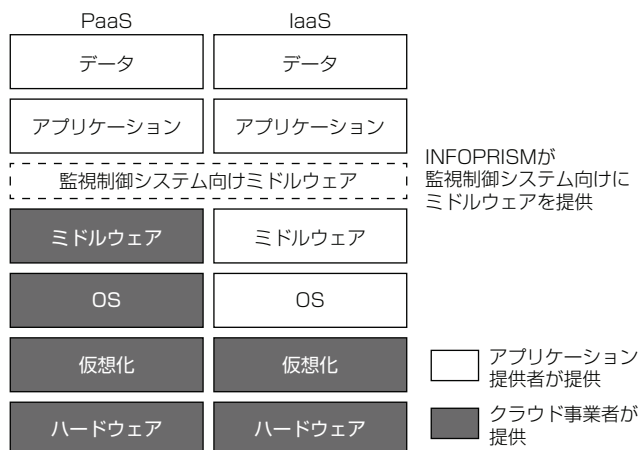 PaaS IaaS
データ データ
アプリケーション アプリケーション
監視制御システム向けミドルウェア
INFOPRISMが
監視制御システム向けに
ミドルウェアを提供
ミドルウェア ミドルウェア
OS OS
仮想化 仮想化
ハードウェア ハードウェア
アプリケーション
提供者が提供
クラウド事業者が
提供